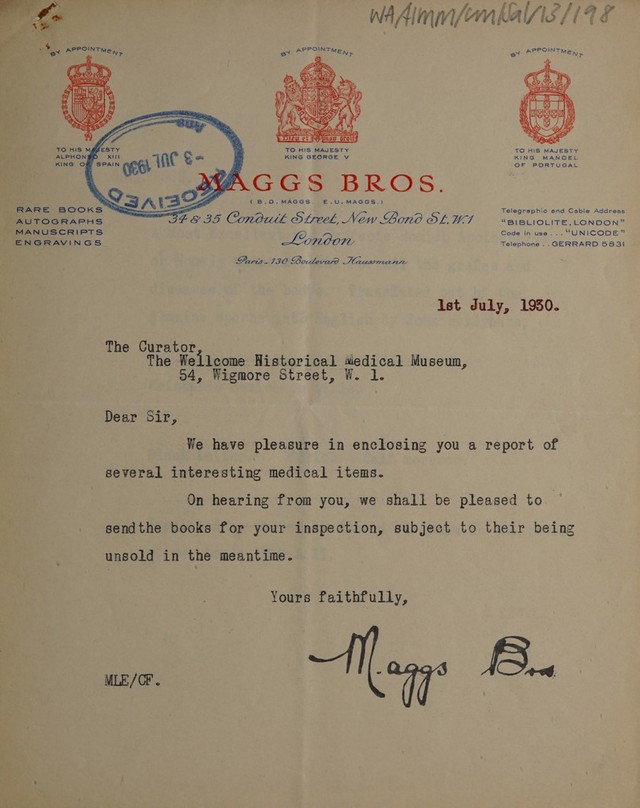 WA/HMM/CM/Sal/13/198
BY APPOINTMENT
TO HIS MAJESTY
ALPHONSO XIII
KING OF SPAIN
BY APPOINTMENT
TO HIS MAJESTY
KING GEORGE V
BY APPOINTMENT
TO HIS MAJESTY
KING MANOEL
OF PORTUGAL
RECEIVED
-3 JUL 1930
Ans
MAGGS BROS.
(B.D. MAGGS. E.U. MAGGS.)
34 & 35 Conduit Street, New Bond St. W.1
London
Paris - 130 Boulevard Haussmann
RARE BOOKS
AUTOGRAPHS
MANUSCRIPTS
ENGRAVINGS
Telegraphic and Cable Address
"BIBLIOLITE, LONDON"
Code in use ... "UNICODE"
Telephone .. GERRARD 5831
1st July, 1930.
The Curator,
The Wellcome Historical Medical Museum,
54, Wigmore Street, W. 1.
Dear Sir,
We have pleasure in enclosing you a report of
several interesting medical items.
On hearing from you, we shall be pleased to
sendthe books for your inspection, subject to their being
unsold in the meantime.
Yours faithfully,
Maggs Bros
MLE/CF.